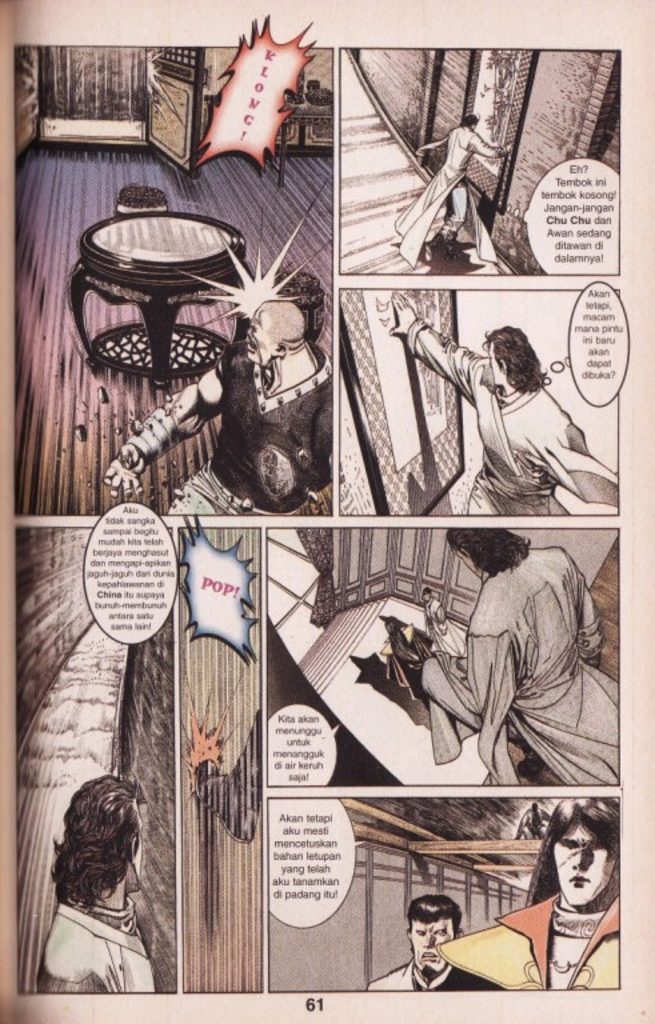 KLONG!
Eh?
Tembok ini
tembok kosong!
Jangan-jangan
Chu Chu dan
Awan sedang
ditawan di
dalamnya!
Akan
tetapi,
macam
mana pintu
ini baru
akan
dapat
dibuka?
Aku
tidak sangka
sampai begitu
mudah kita telah
berjaya menghasut
dan mengapi-apikan
jaguh-jaguh dari dunia
kepahlawanan di
China itu supaya
bunuh-membunuh
antara satu
sama lain!
POP!
Kita akan
menunggu
untuk
menangguk
di air keruh
saja!
Akan tetapi
aku mesti
mencetuskan
bahan letupan
yang telah
aku tanamkan
di padang itu!
61